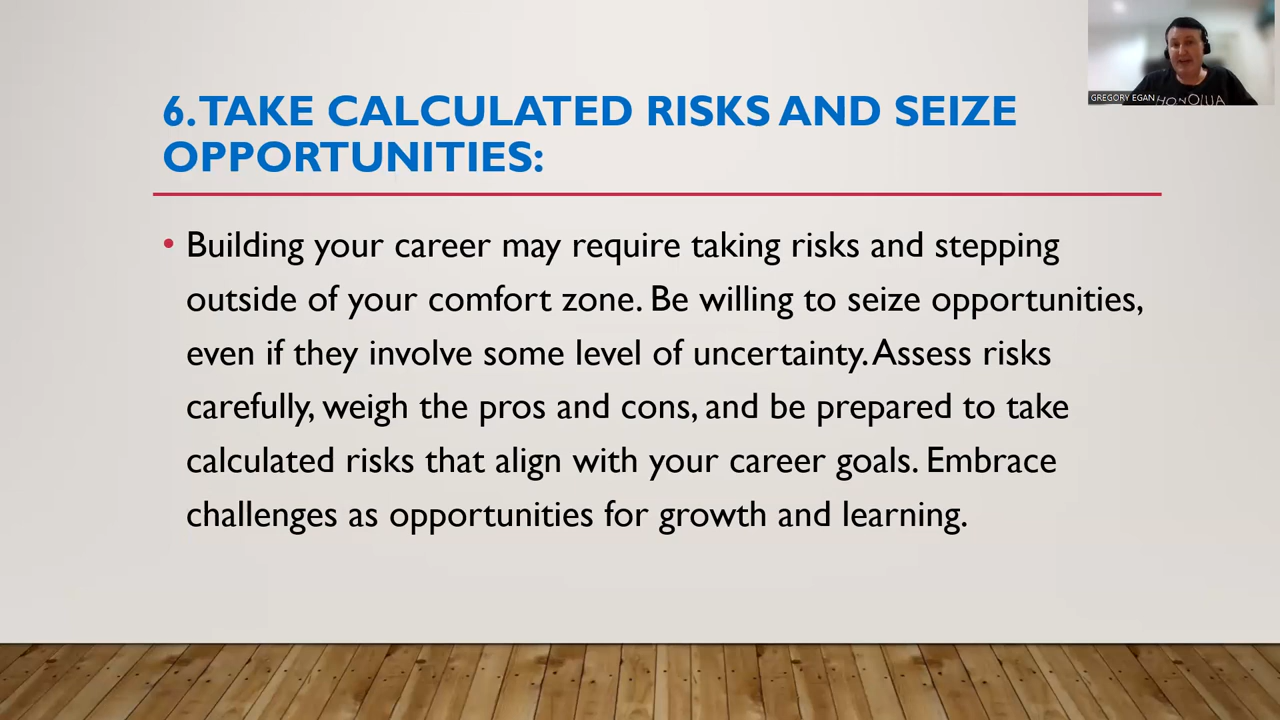 6. TAKE CALCULATED RISKS AND SEIZE
OPPORTUNITIES:
• Building your career may require taking risks and stepping
outside of your comfort zone. Be willing to seize opportunities,
even if they involve some level of uncertainty. Assess risks
carefully, weigh the pros and cons, and be prepared to take
calculated risks that align with your career goals. Embrace
challenges as opportunities for growth and learning.
GREGORY EGAN